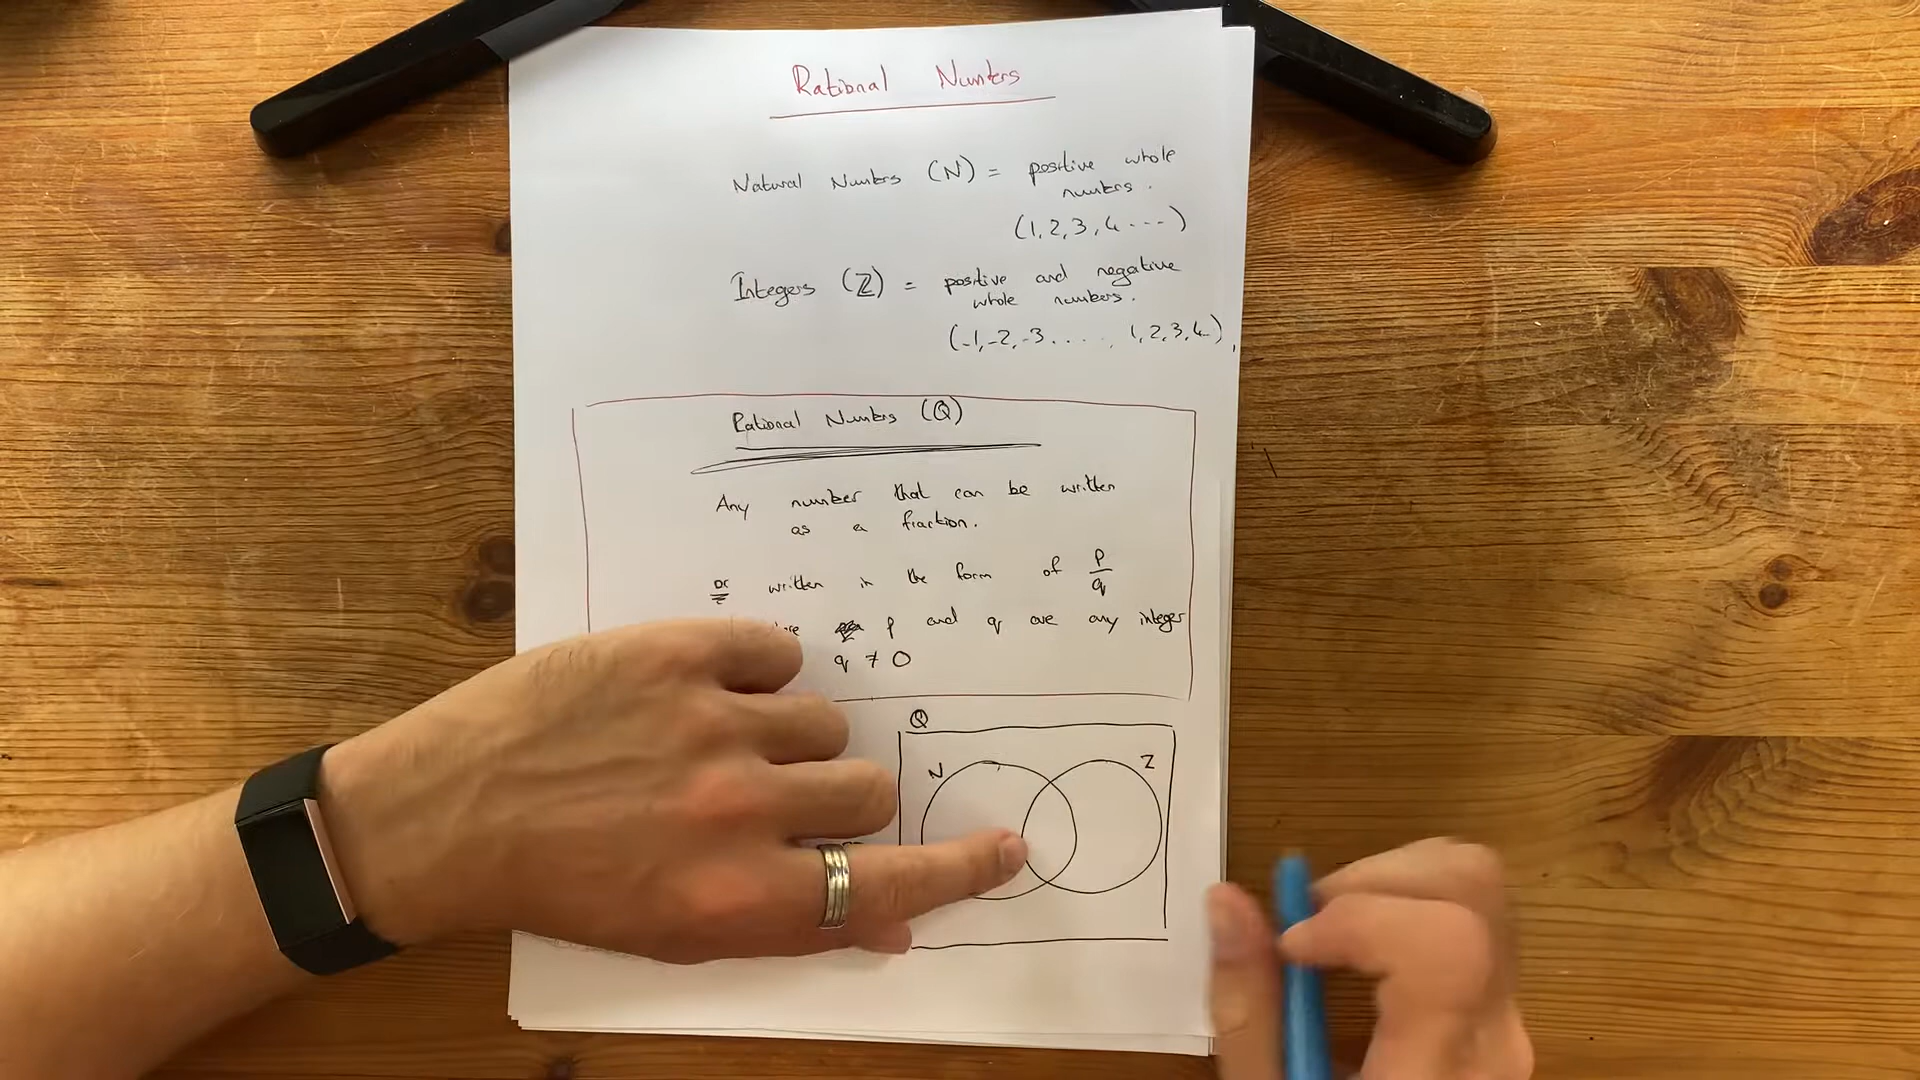 Rational Numbers
Natural Numbers (N) = positive whole
numbers.
(1,2,3,4 ....)
Integers (ℤ) = positive and negative
whole numbers.
(-1,-2,-3 ....., 1,2,3,4),
Rational Numbers (Q)
Any number that can be written
as a fraction.
or written in the form of p/q
p and q are any integer
q ≠ 0
Q
N Z